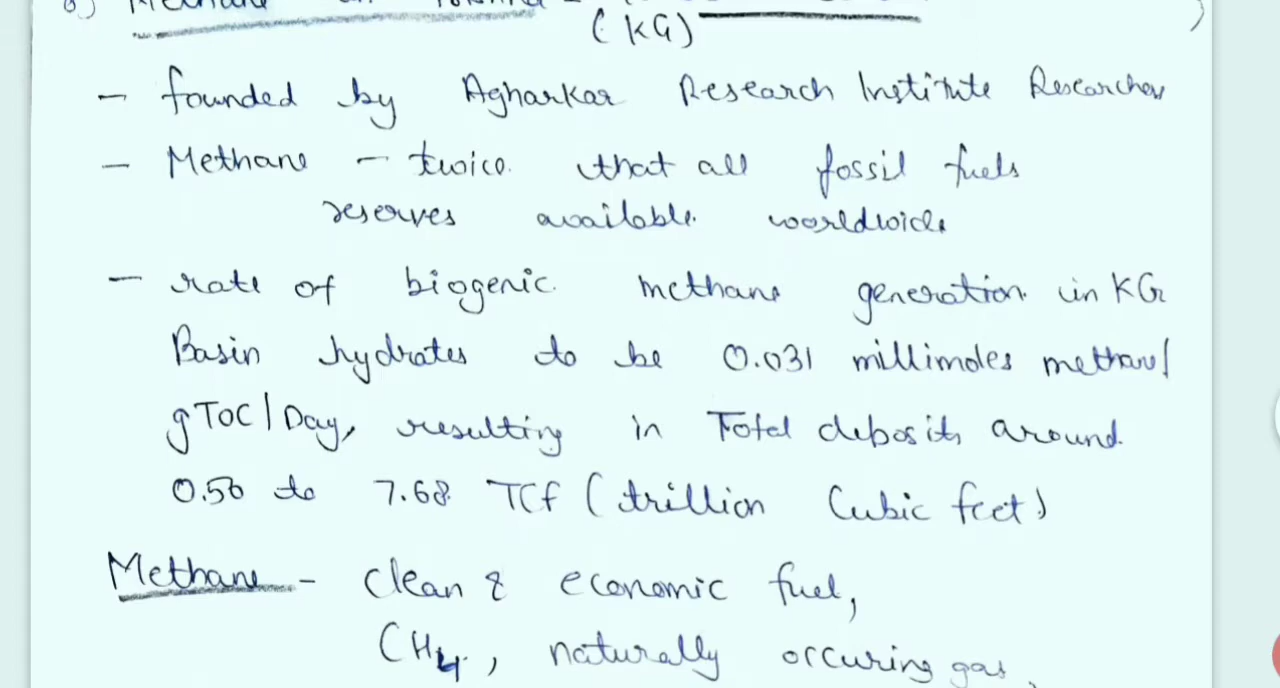 (KG)
- founded by Agharkar Research Institute Researcher
- Methane - twice that all fossil fuels
reserves available worldwide
- rate of biogenic methane generation in KG
Basin hydrates to be 0.031 millimoles methane/
gTOC/Day, resulting in Total deposits around
0.56 to 7.68 TCf (trillion Cubic feet)
Methane - clean & economic fuel,
CH4, naturally occuring gas